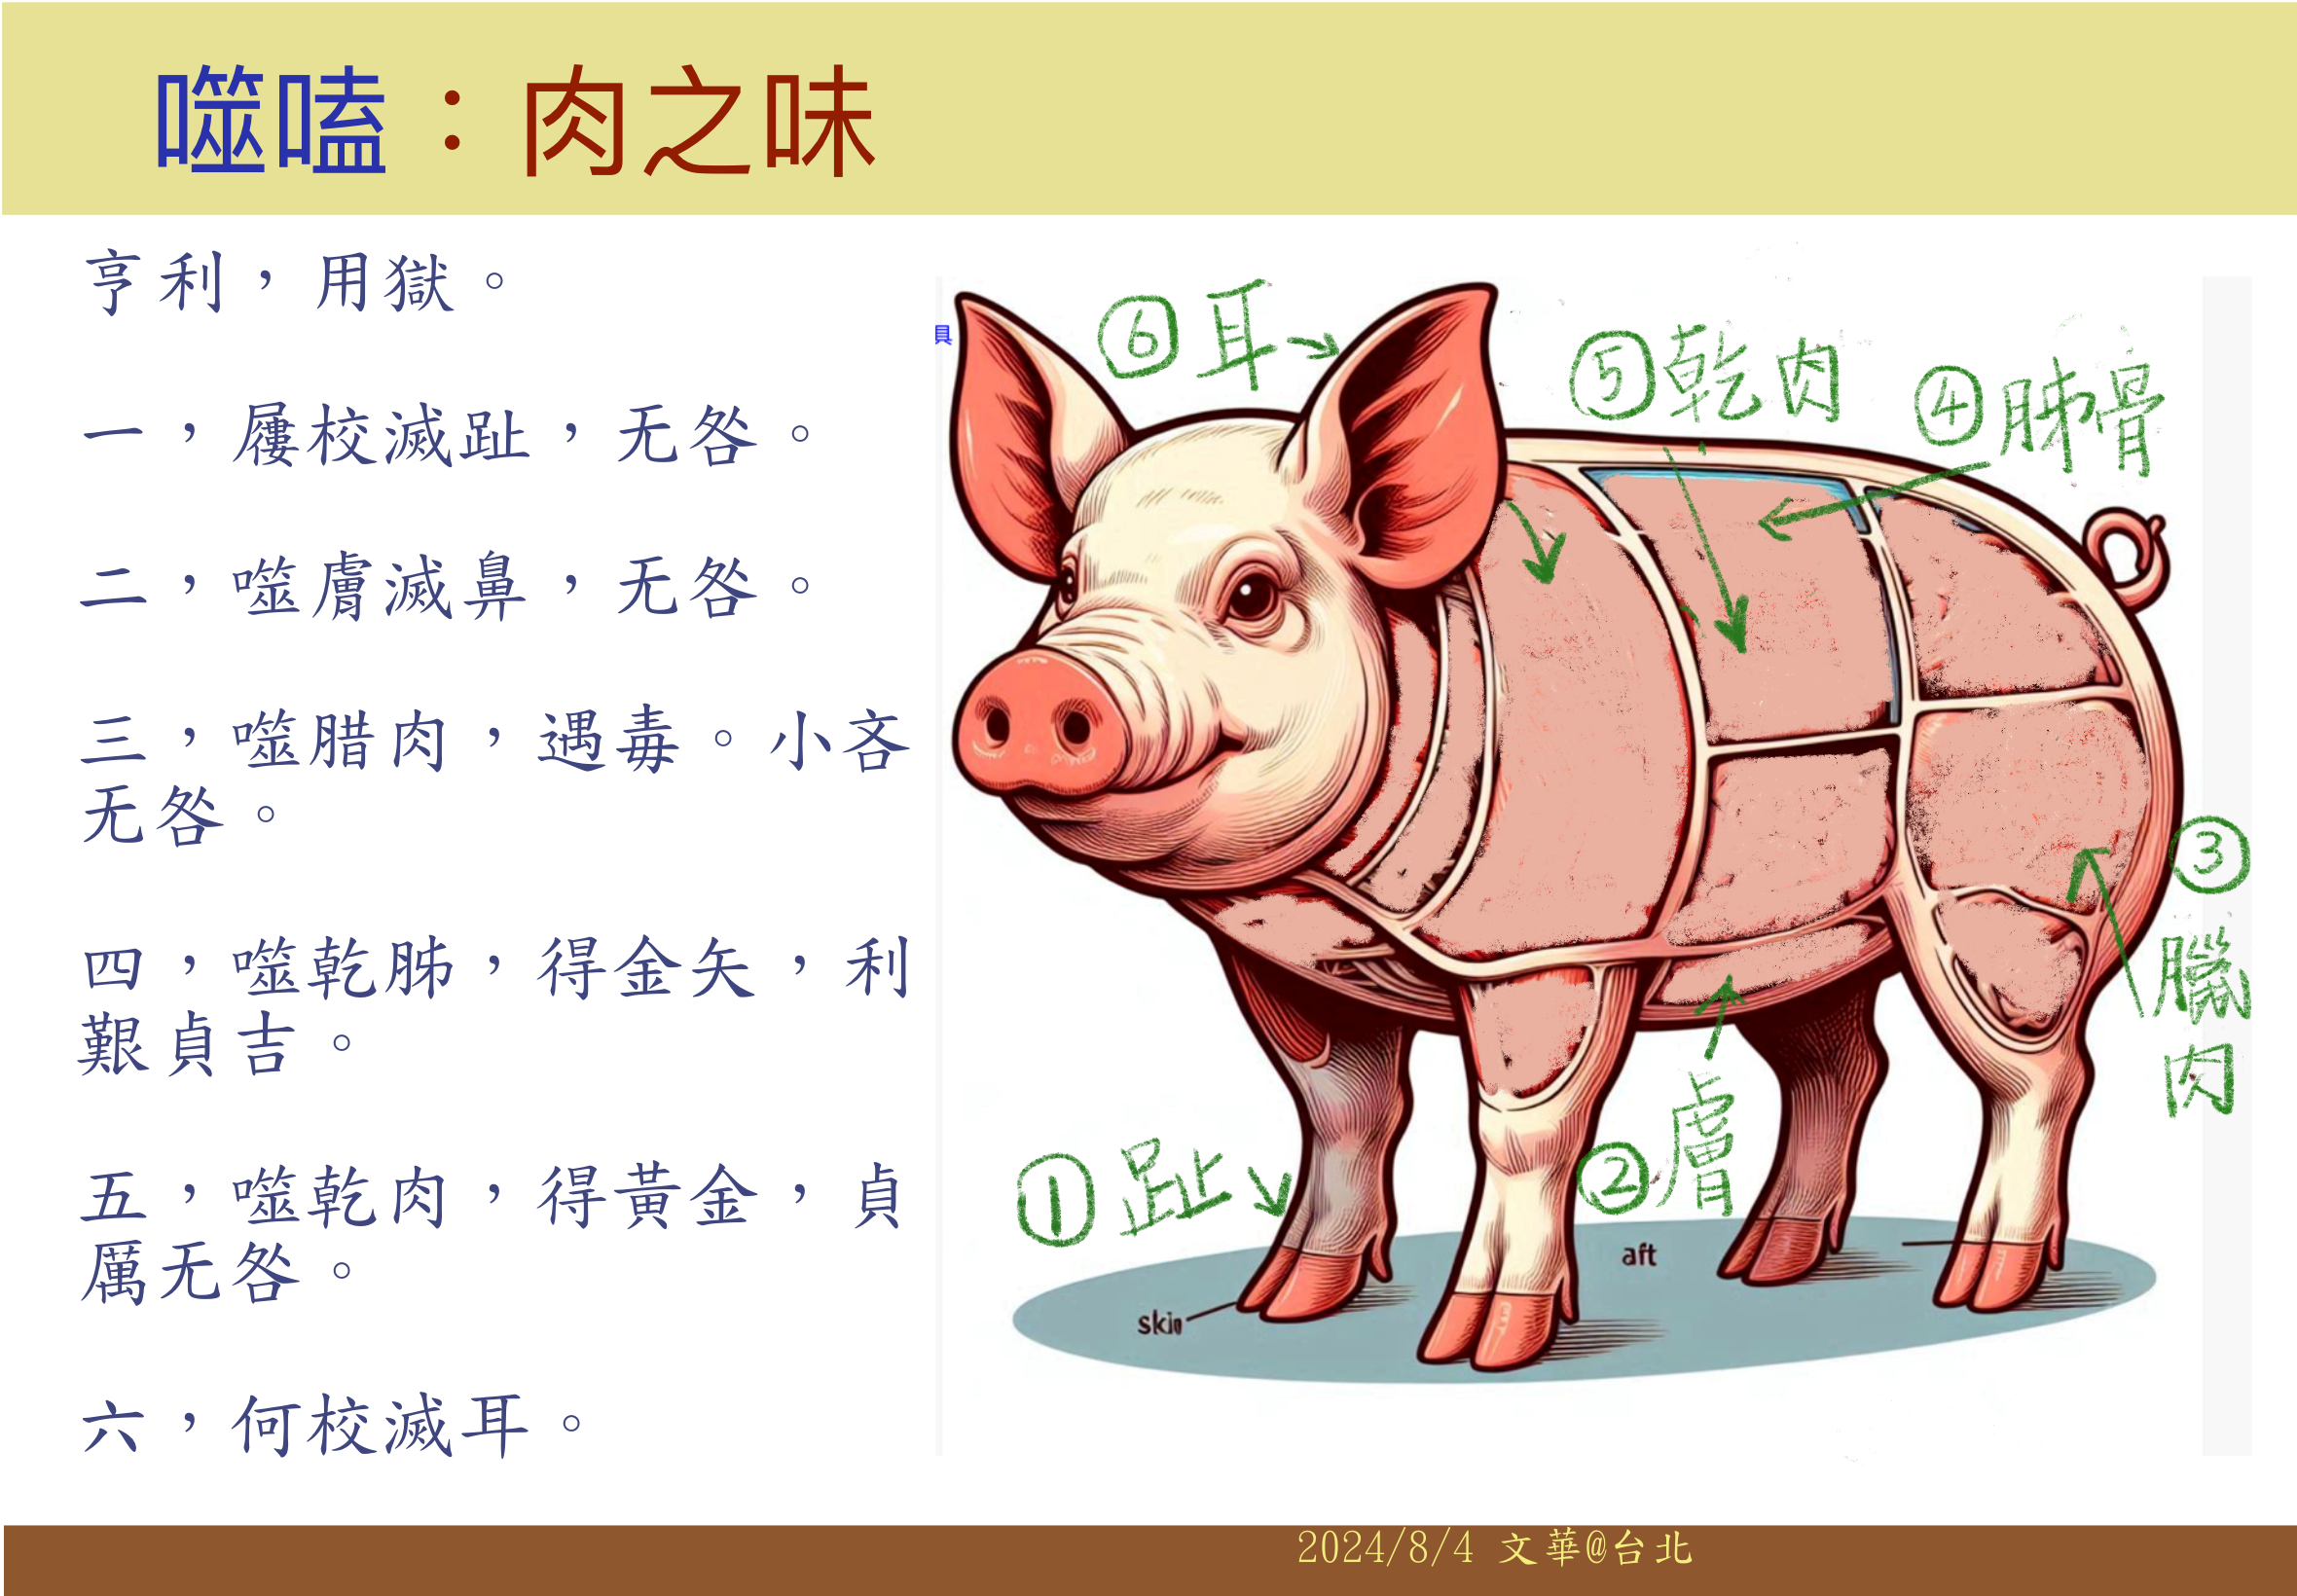 噬嗑：肉之味
亨利，用獄。
一，屨校滅趾，无咎。
二，噬膚滅鼻，无咎。
三，噬腊肉，遇毒。小吝
无咎。
四，噬乾胏，得金矢，利
艱貞吉。
五，噬乾肉，得黃金，貞
厲无咎。
六，何校滅耳。
具
⑥耳
⑤乾肉
④胏骨
③
臘
肉
①趾
②膚
aft
2024/8/4 文華@台北